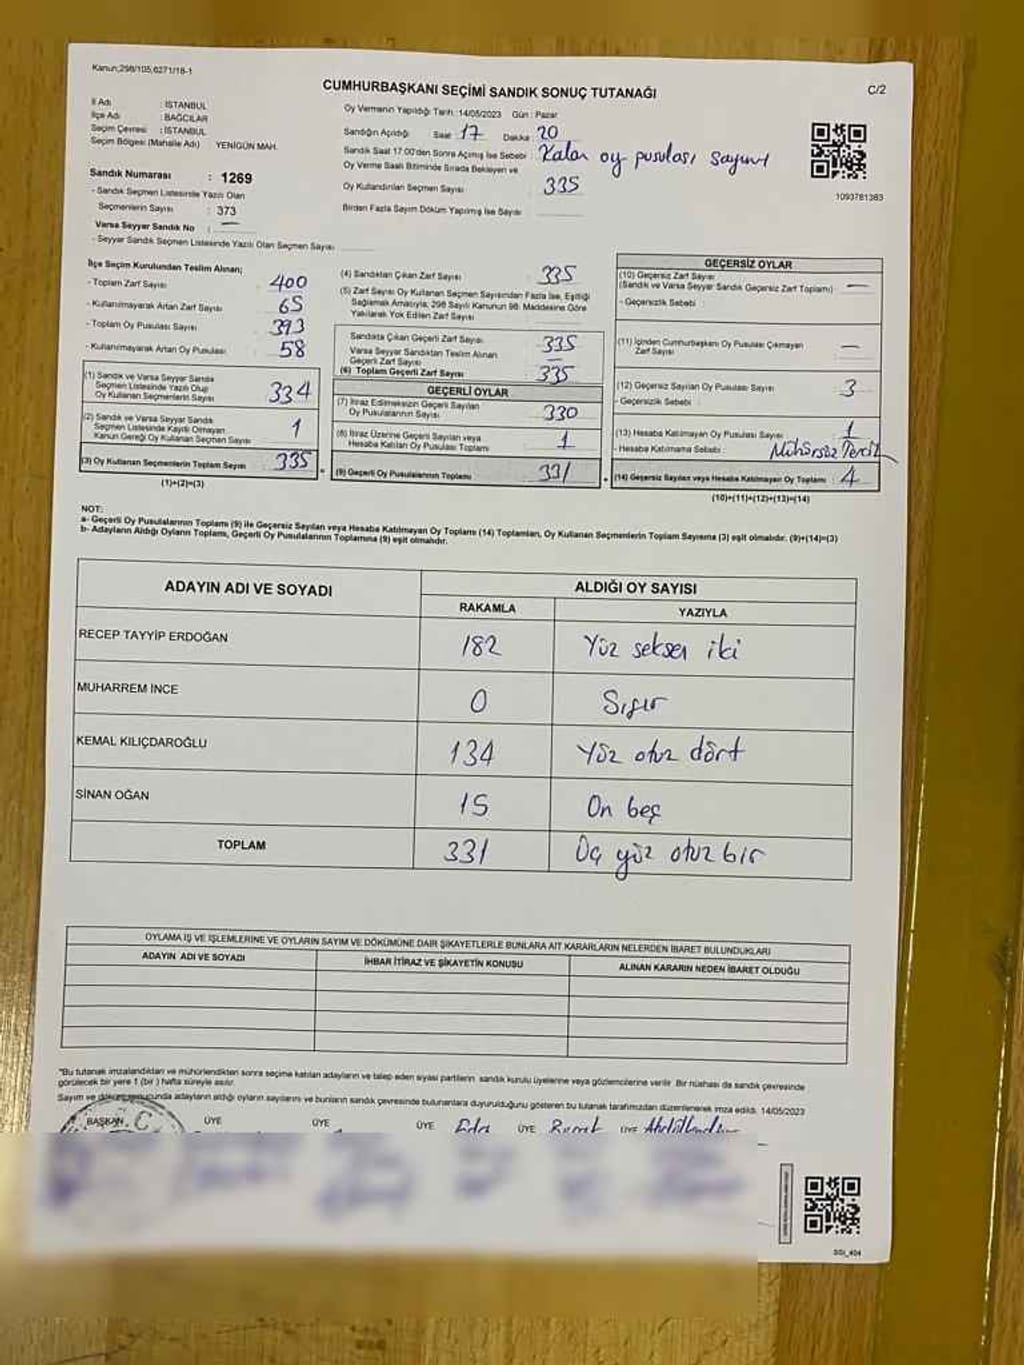 Kanun;298/105,6271/18-1
CUMHURBAŞKANI SEÇİMİ SANDIK SONUÇ TUTANAĞI
C/2
İl Adı : İSTANBUL
İlçe Adı : BAĞCILAR
Seçim Çevresi : İSTANBUL
Seçim Bölgesi (Mahalle Adı) YENİGÜN MAH.
Oy Vermenin Yapıldığı Tarih :14/05/2023 Gün : Pazar
Sandığın Açıldığı Saat 17 Dakika : 20
Sandık Saat 17.00'den Sonra Açılmış İse Sebebi : Kalan oy pusulası sayımı
Oy Verme Saati Bitiminde Sırada Bekleyen ve
Oy Kullandırılan Seçmen Sayısı 335
Birden Fazla Sayım Döküm Yapılmış İse Sayısı
1093781383
Sandık Numarası : 1269
- Sandık Seçmen Listesinde Yazılı Olan
Seçmenlerin Sayısı : 373
Varsa Seyyar Sandık No : —
- Seyyar Sandık Seçmen Listesinde Yazılı Olan Seçmen Sayısı
İlçe Seçim Kurulundan Teslim Alınan;
- Toplam Zarf Sayısı 400
- Kullanılmayarak Artan Zarf Sayısı 65
- Toplam Oy Pusulası Sayısı 393
- Kullanılmayarak Artan Oy Pusulası 58
(1) Sandık ve Varsa Seyyar Sandık
Seçmen Listesinde Yazılı Olup
Oy Kullanan Seçmenlerin Sayısı 334
(2) Sandık ve Varsa Seyyar Sandık
Seçmen Listesinde Kayıtlı Olmayan
Kanun Gereği Oy Kullanan Seçmen Sayısı 1
(3) Oy Kullanan Seçmenlerin Toplam Sayısı 335
(1)+(2)=(3)
(4) Sandıktan Çıkan Zarf Sayısı 335
(5) Zarf Sayısı Oy Kullanan Seçmen Sayısından Fazla İse, Eşitliği
Sağlamak Amacıyla, 298 Sayılı Kanunun 98. Maddesine Göre
Yakılarak Yok Edilen Zarf Sayısı
Sandıkta Çıkan Geçerli Zarf Sayısı 335
Varsa Seyyar Sandıktan Teslim Alınan
Geçerli Zarf Sayısı —
(6) Toplam Geçerli Zarf Sayısı 335
GEÇERLİ OYLAR
(7) İtiraz Edilmeksizin Geçerli Sayılan
Oy Pusulalarının Sayısı 330
(8) İtiraz Üzerine Geçerli Sayılan veya
Hesaba Katılan Oy Pusulası Toplamı 1
(9) Geçerli Oy Pusulalarının Toplamı 331
GEÇERSİZ OYLAR
(10) Geçersiz Zarf Sayısı
(Sandık ve Varsa Seyyar Sandık Geçersiz Zarf Toplamı) —
- Geçersizlik Sebebi :
(11) İçinden Cumhurbaşkanı Oy Pusulası Çıkmayan
Zarf Sayısı —
(12) Geçersiz Sayılan Oy Pusulası Sayısı 3
- Geçersizlik Sebebi :
(13) Hesaba Katılmayan Oy Pusulası Sayısı 1
- Hesaba Katılmama Sebebi : Mühürsüz Tercih
(14) Geçersiz Sayılan veya Hesaba Katılmayan Oy Toplamı : 4
(10)+(11)+(12)+(13)=(14)
NOT:
a- Geçerli Oy Pusulalarının Toplamı (9) ile Geçersiz Sayılan veya Hesaba Katılmayan Oy Toplamı (14) Toplamları, Oy Kullanan Seçmenlerin Toplam Sayısına (3) eşit olmalıdır. (9)+(14)=(3)
b- Adayların Aldığı Oyların Toplamı, Geçerli Oy Pusulalarının Toplamına (9) eşit olmalıdır.
ADAYIN ADI VE SOYADI ALDIĞI OY SAYISI
RAKAMLA YAZIYLA
RECEP TAYYİP ERDOĞAN 182 Yüz seksen iki
MUHARREM İNCE 0 Sıfır
KEMAL KILIÇDAROĞLU 134 Yüz otuz dört
SİNAN OĞAN 15 On beş
TOPLAM 331 Üç yüz otuz bir
OYLAMA İŞ VE İŞLEMLERİNE VE OYLARIN SAYIM VE DÖKÜMÜNE DAİR ŞİKAYETLERLE BUNLARA AİT KARARLARIN NELERDEN İBARET BULUNDUKLARI
ADAYIN ADI VE SOYADI İHBAR İTİRAZ VE ŞİKAYETİN KONUSU ALINAN KARARIN NEDEN İBARET OLDUĞU
*Bu tutanak imzalandıktan ve mühürlendikten sonra seçime katılan adayların ve talep eden siyasi partilerin sandık kurulu üyelerine veya gözlemcilerine verilir. Bir nüshası da sandık çevresinde
görülecek bir yere 1 (bir) hafta süreyle asılır.
Sayım ve döküm sonucunda adayların aldığı oyların sayılarını ve bunların sandık çevresinde bulunanlara duyurulduğunu gösteren bu tutanak tarafımızdan düzenlenerek imza edildi. 14/05/2023
BAŞKAN ÜYE ÜYE ÜYE ÜYE ÜYE